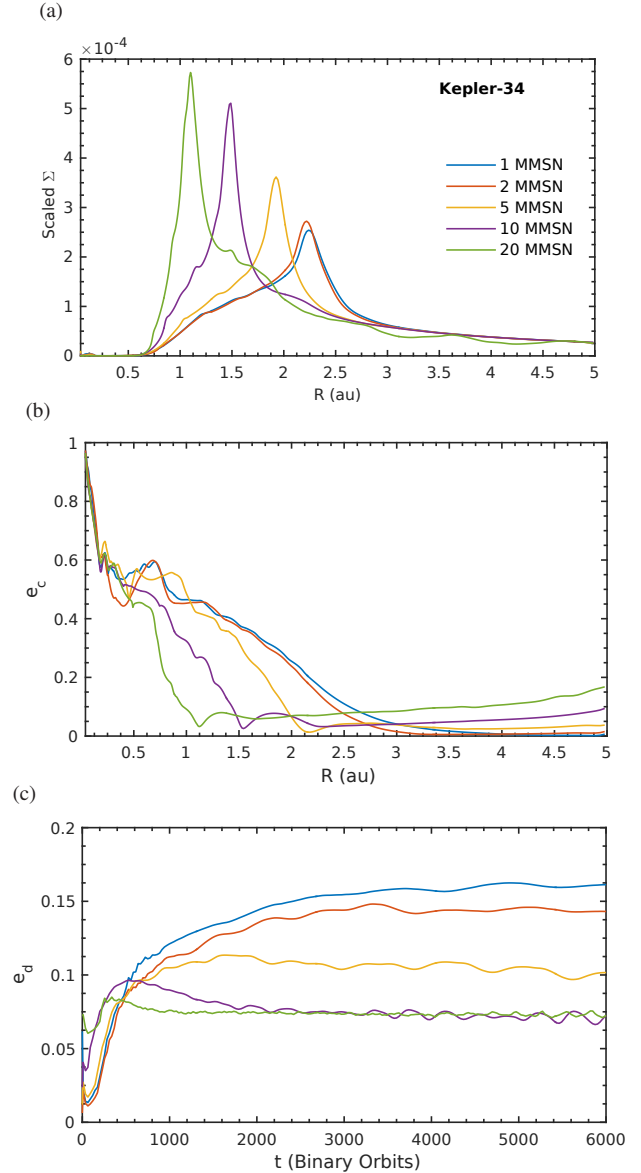 (a)
×10⁻⁴
6
5
4
3
2
1
0
Scaled Σ
Kepler-34
1 MMSN
2 MMSN
5 MMSN
10 MMSN
20 MMSN
0.5 1 1.5 2 2.5 3 3.5 4 4.5 5
R (au)
(b)
1
0.8
0.6
0.4
0.2
0
e_c
0.5 1 1.5 2 2.5 3 3.5 4 4.5 5
R (au)
(c)
0.2
0.15
0.1
0.05
0
e_d
0 1000 2000 3000 4000 5000 6000
t (Binary Orbits)